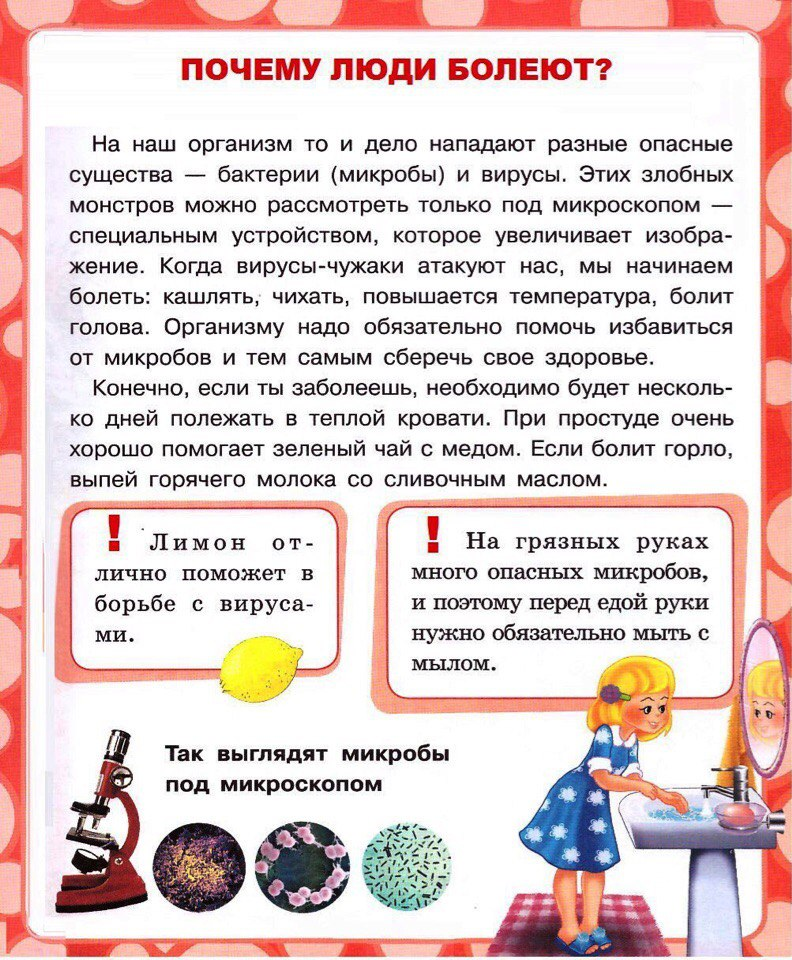 ПОЧЕМУ ЛЮДИ БОЛЕЮТ?
На наш организм то и дело нападают разные опасные
существа — бактерии (микробы) и вирусы. Этих злобных
монстров можно рассмотреть только под микроскопом —
специальным устройством, которое увеличивает изобра-
жение. Когда вирусы-чужаки атакуют нас, мы начинаем
болеть: кашлять, чихать, повышается температура, болит
голова. Организму надо обязательно помочь избавиться
от микробов и тем самым сберечь свое здоровье.
Конечно, если ты заболеешь, необходимо будет несколь-
ко дней полежать в теплой кровати. При простуде очень
хорошо помогает зеленый чай с медом. Если болит горло,
выпей горячего молока со сливочным маслом.
! Лимон от-
лично поможет в
борьбе с вируса-
ми.
! На грязных руках
много опасных микробов,
и поэтому перед едой руки
нужно обязательно мыть с
мылом.
Так выглядят микробы
под микроскопом